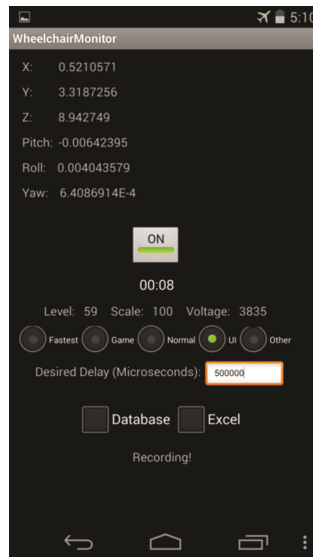 5:10
WheelchairMonitor
X: 0.5210571
Y: 3.3187256
Z: 8.942749
Pitch: -0.00642395
Roll: 0.004043579
Yaw: 6.4086914E-4
ON
00:08
Level: 59 Scale: 100 Voltage: 3835
Fastest Game Normal UI Other
Desired Delay (Microseconds): 500000
Database Excel
Recording!